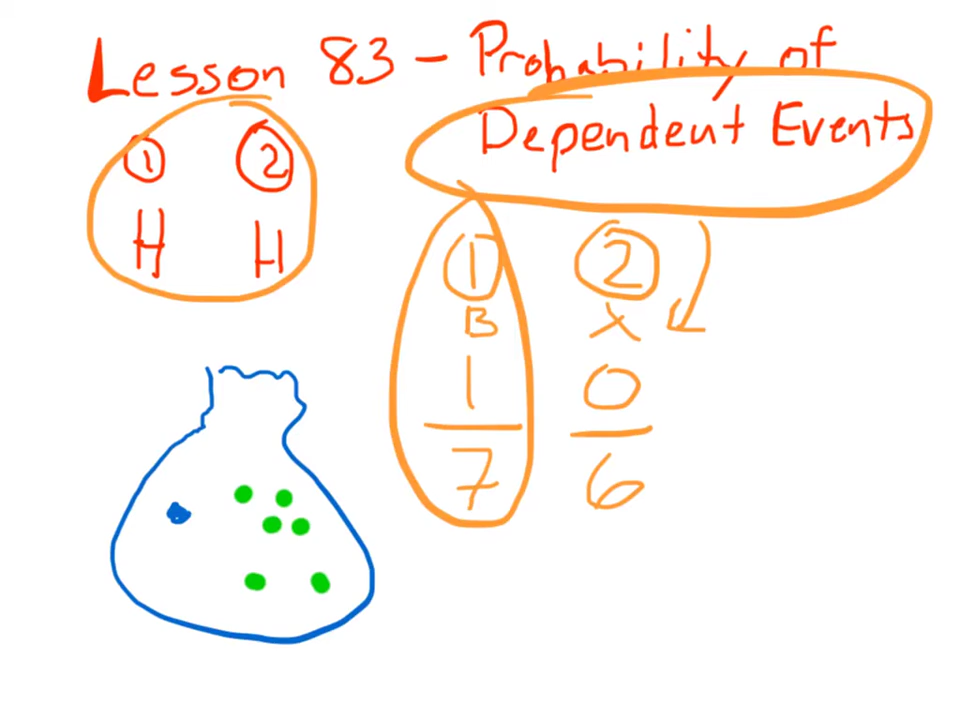 Lesson 83 - Probability of
Dependent Events
1 2
H H
1 2
B X
1 0
7 6